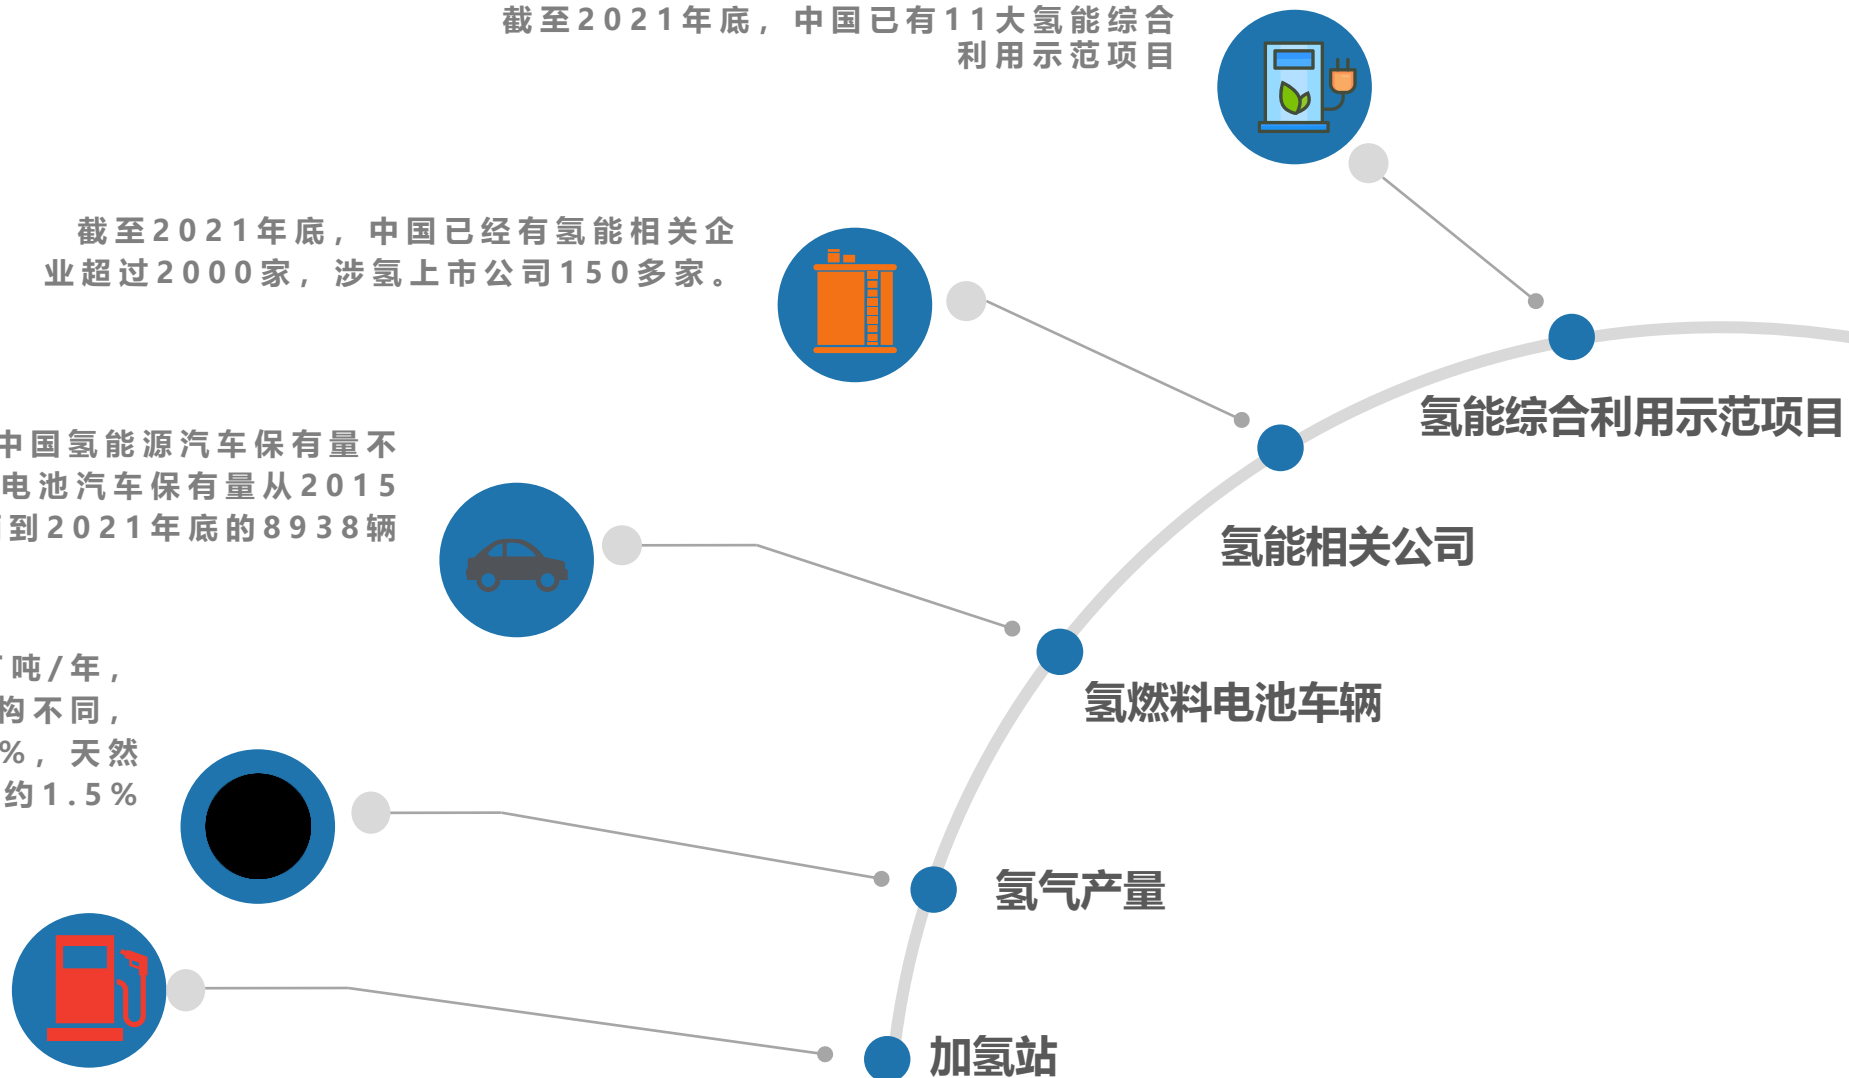 截至2021年底，中国已有11大氢能综合
利用示范项目
截至2021年底，中国已经有氢能相关企
业超过2000家，涉氢上市公司150多家。
氢能综合利用示范项目
中国氢能源汽车保有量不
电池汽车保有量从2015
到2021年底的8938辆
氢能相关公司
吨/年，
构不同，
%，天然
约1.5%
氢燃料电池车辆
氢气产量
加氢站